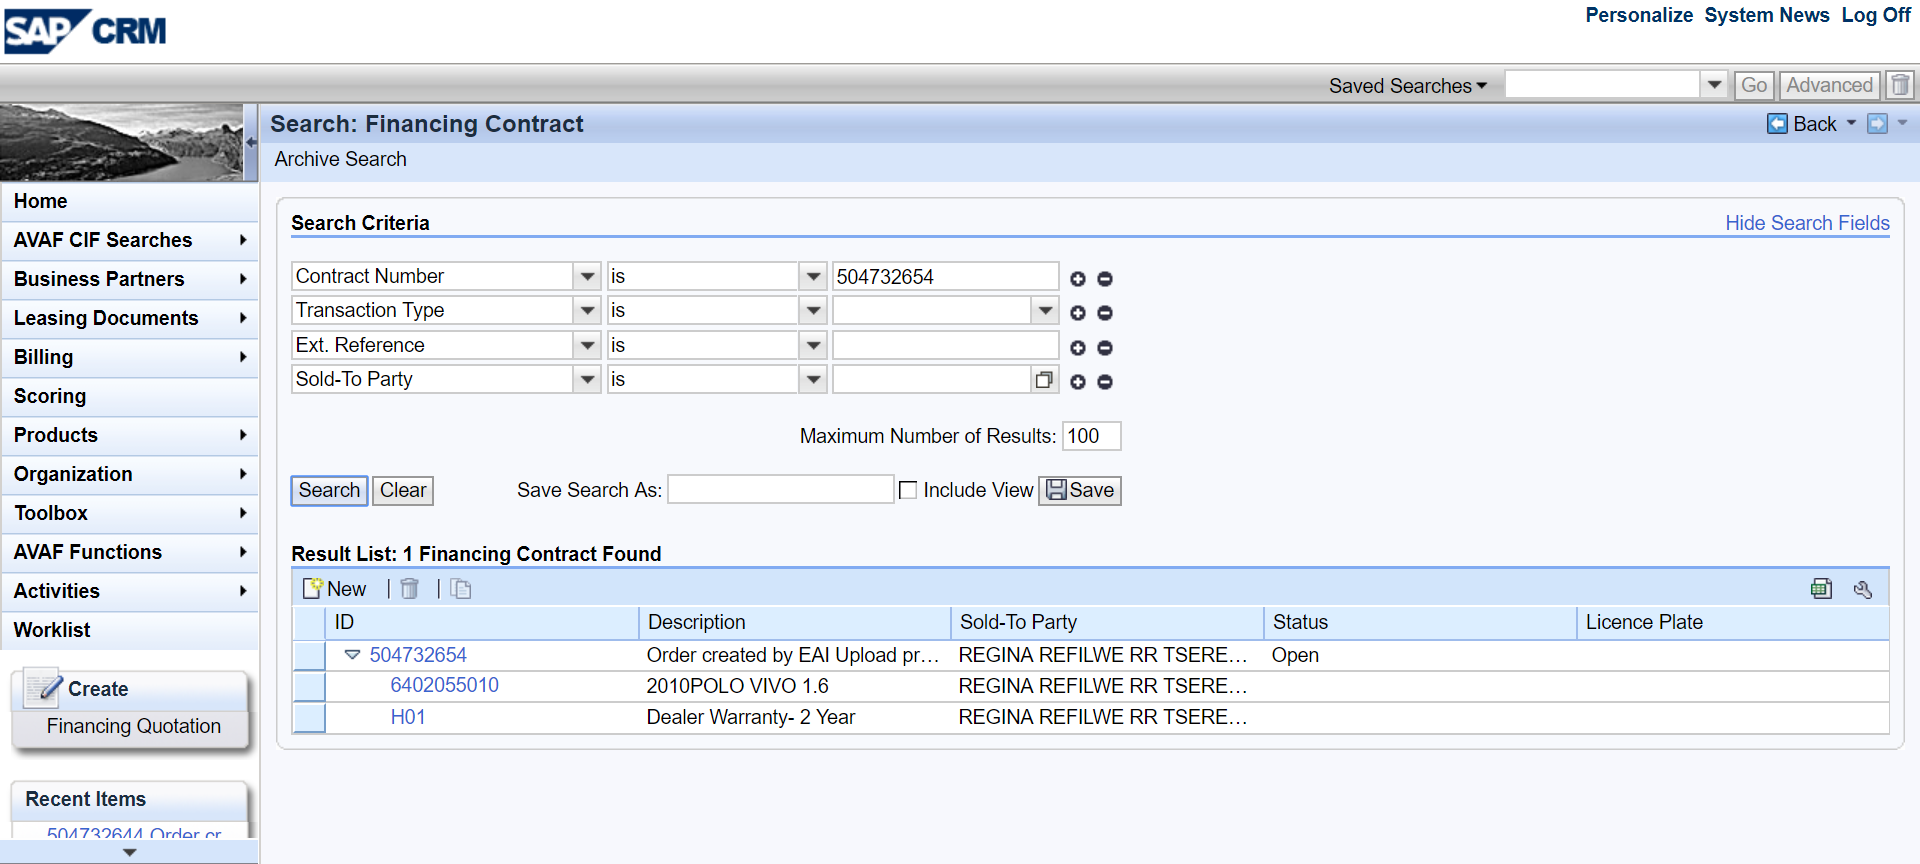 SAP CRM
Personalize System News Log Off
Saved Searches Go Advanced
Search: Financing Contract
Back
Archive Search
Home
AVAF CIF Searches
Business Partners
Leasing Documents
Billing
Scoring
Products
Organization
Toolbox
AVAF Functions
Activities
Worklist
Create
Financing Quotation
Recent Items
504732644 Order cr
Search Criteria Hide Search Fields
Contract Number is 504732654
Transaction Type is
Ext. Reference is
Sold-To Party is
Maximum Number of Results: 100
Search Clear Save Search As: Include View Save
Result List: 1 Financing Contract Found
New
ID Description Sold-To Party Status Licence Plate
504732654 Order created by EAI Upload pr... REGINA REFILWE RR TSERE... Open
6402055010 2010POLO VIVO 1.6 REGINA REFILWE RR TSERE...
H01 Dealer Warranty- 2 Year REGINA REFILWE RR TSERE...